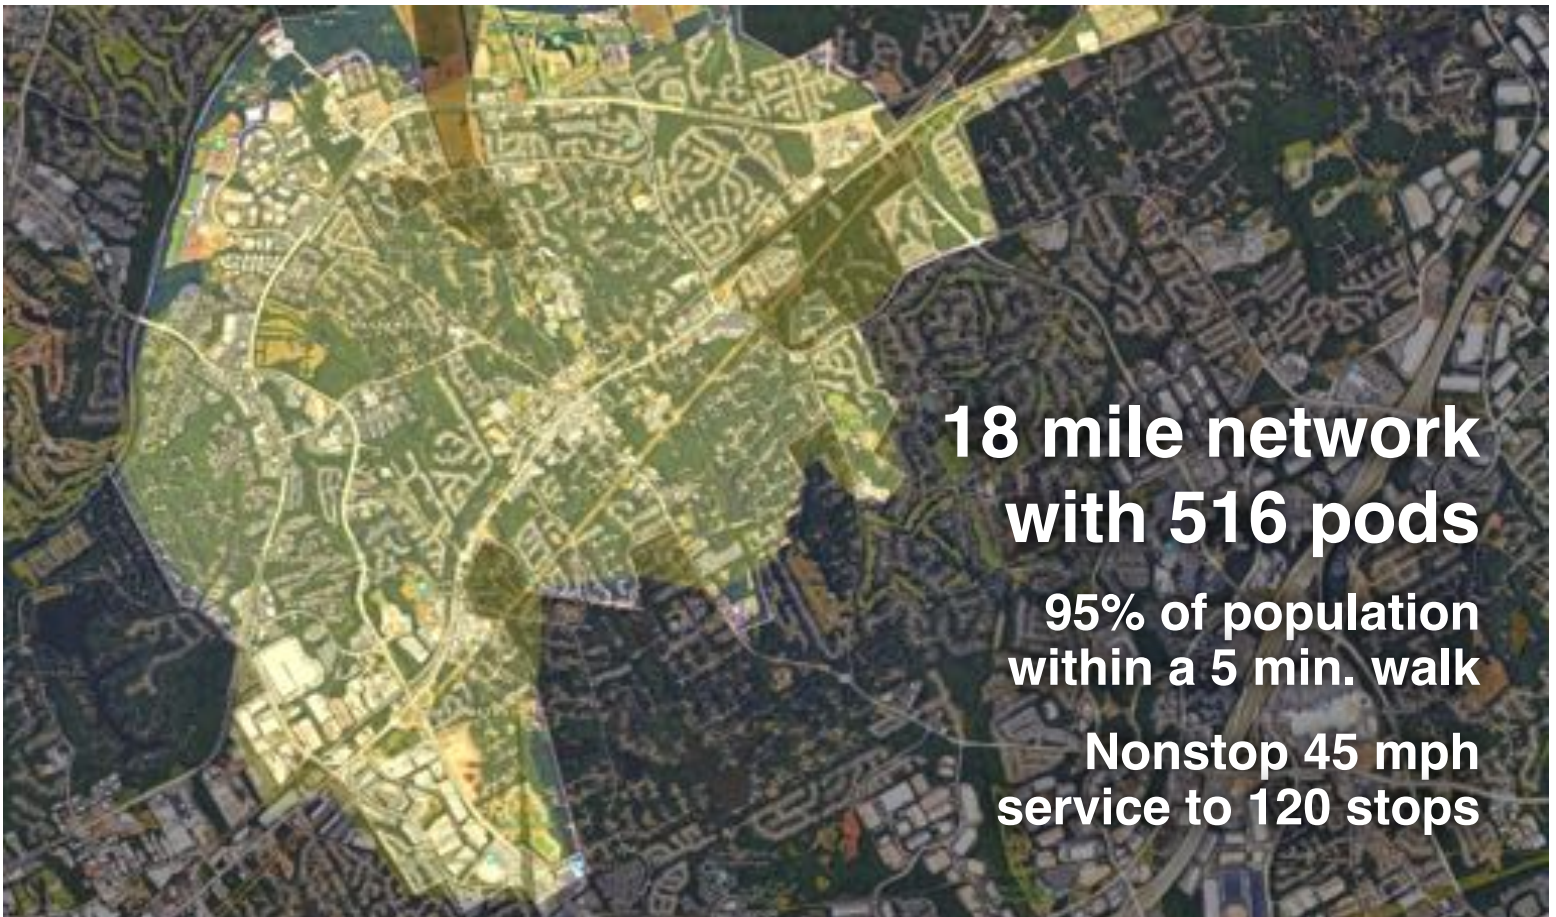 18 mile network
with 516 pods
95% of population
within a 5 min. walk
Nonstop 45 mph
service to 120 stops